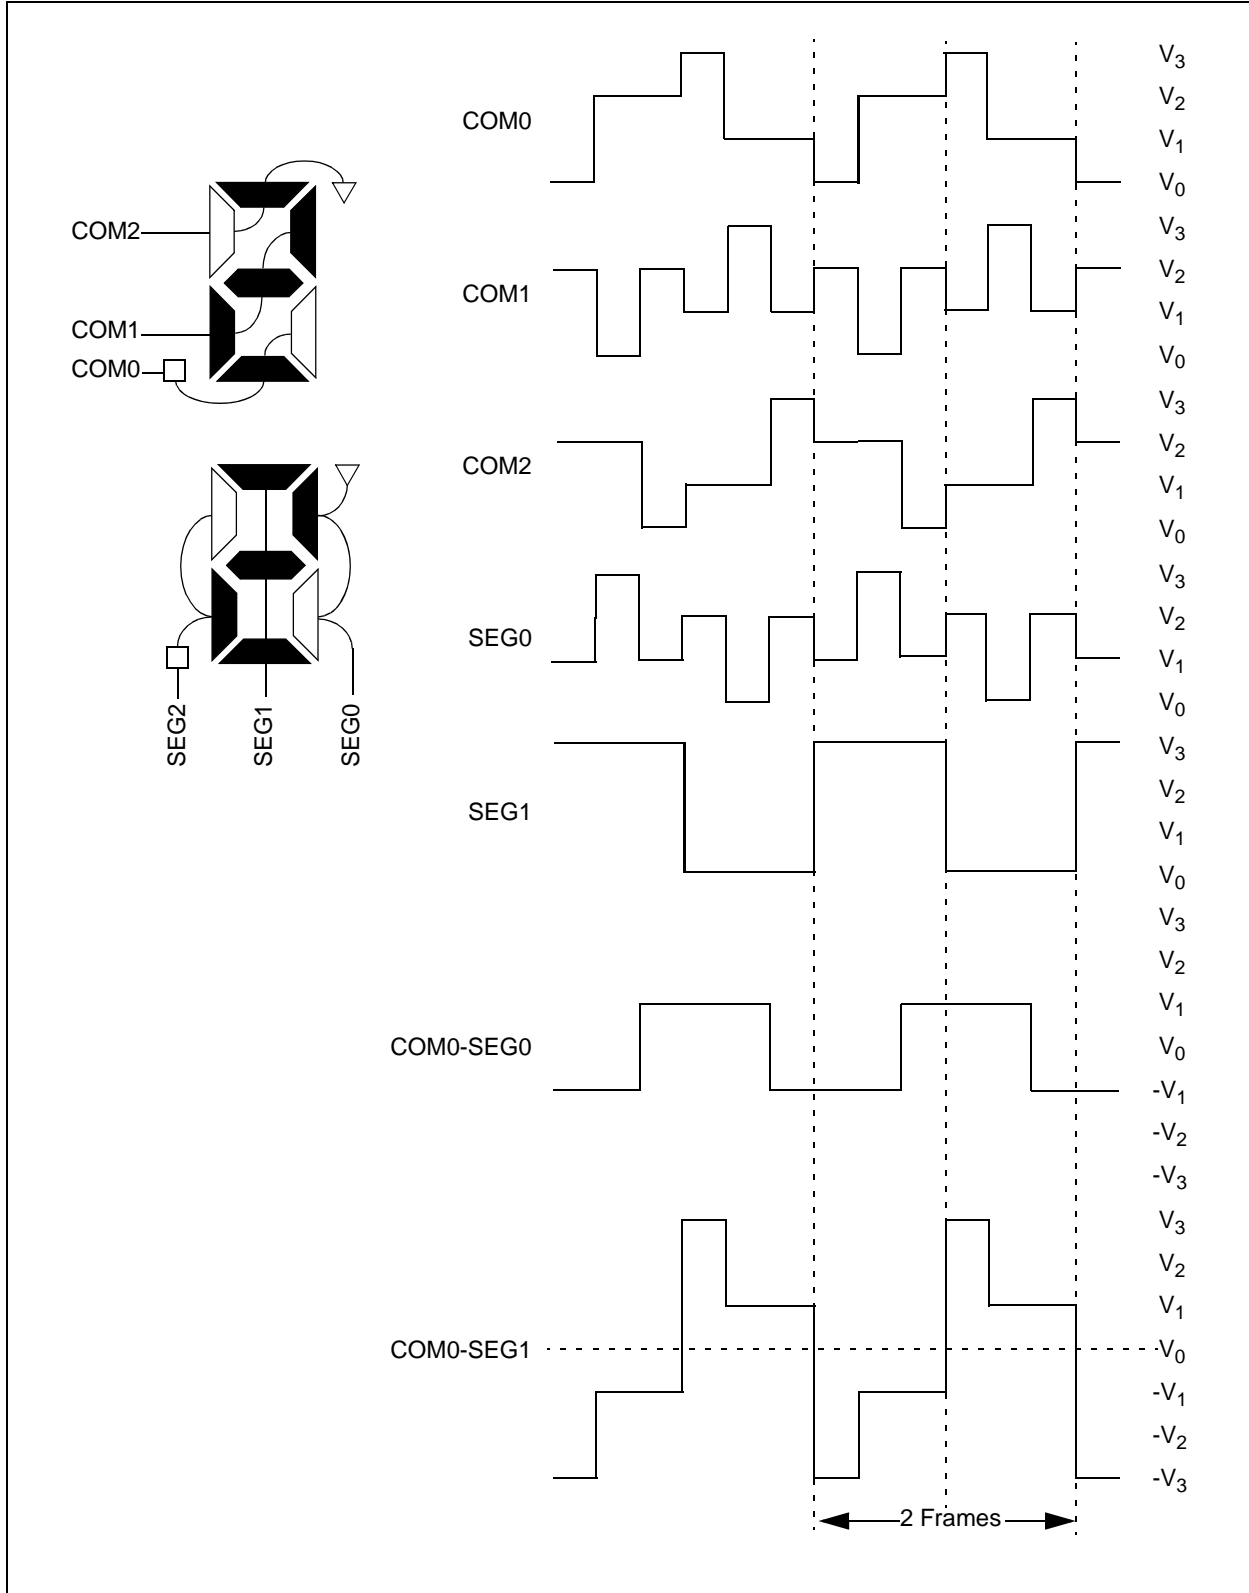 COM2
COM1
COM0
SEG2
SEG1
SEG0
COM0
V3
V2
V1
V0
COM1
V3
V2
V1
V0
COM2
V3
V2
V1
V0
SEG0
V3
V2
V1
V0
SEG1
V3
V2
V1
V0
COM0-SEG0
V3
V2
V1
V0
-V1
-V2
-V3
COM0-SEG1
V3
V2
V1
V0
-V1
-V2
-V3
2 Frames